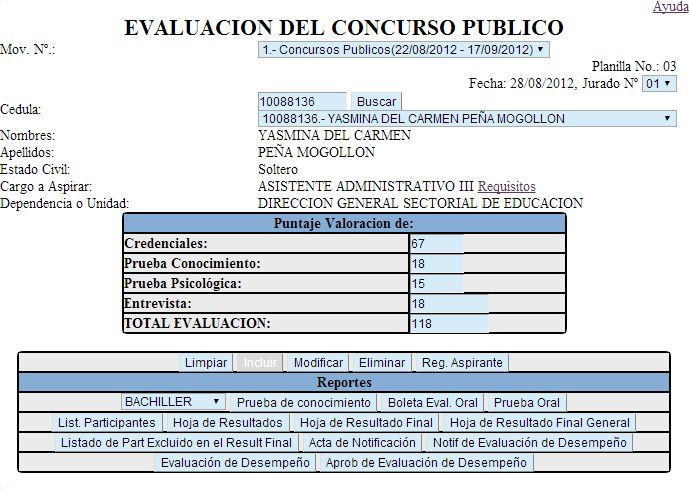 Ayuda
EVALUACION DEL CONCURSO PUBLICO
Mov. Nº.: 1.- Concursos Publicos(22/08/2012 - 17/09/2012)
Planilla No.: 03
Fecha: 28/08/2012, Jurado Nº 01
Cedula: 10088136 Buscar
10088136.- YASMINA DEL CARMEN PEÑA MOGOLLON
Nombres: YASMINA DEL CARMEN
Apellidos: PEÑA MOGOLLON
Estado Civil: Soltero
Cargo a Aspirar: ASISTENTE ADMINISTRATIVO III Requisitos
Dependencia o Unidad: DIRECCION GENERAL SECTORIAL DE EDUCACION
Puntaje Valoracion de:
Credenciales: 67
Prueba Conocimiento: 18
Prueba Psicológica: 15
Entrevista: 18
TOTAL EVALUACION: 118
Limpiar Incluir Modificar Eliminar Reg. Aspirante
Reportes
BACHILLER Prueba de conocimiento Boleta Eval. Oral Prueba Oral
List. Participantes Hoja de Resultados Hoja de Resultado Final Hoja de Resultado Final General
Listado de Part Excluido en el Result Final Acta de Notificación Notif de Evaluación de Desempeño
Evaluación de Desempeño Aprob de Evaluación de Desempeño